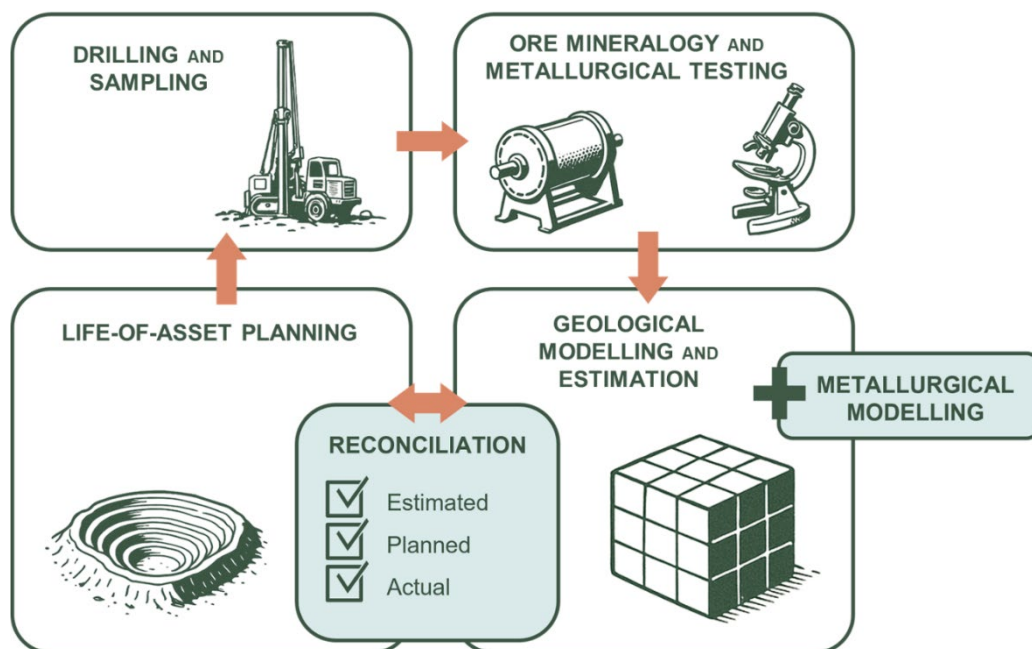 DRILLING AND
SAMPLING
ORE MINERALOGY AND
METALLURGICAL TESTING
LIFE-OF-ASSET PLANNING
GEOLOGICAL
MODELLING AND
ESTIMATION
METALLURGICAL
MODELLING
RECONCILIATION
Estimated
Planned
Actual